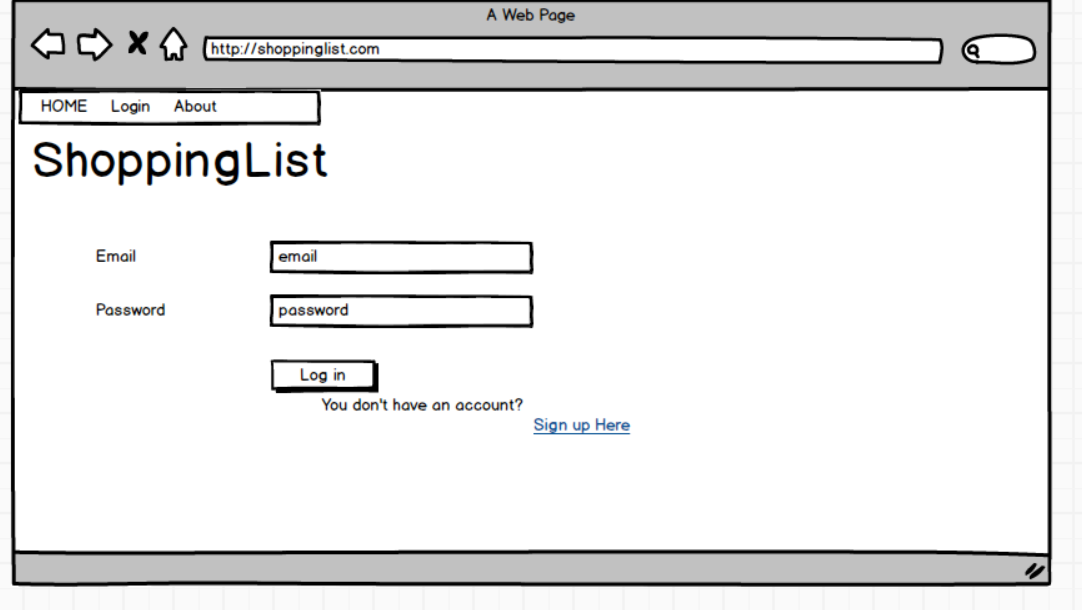 A Web Page
http://shoppinglist.com
HOME Login About
ShoppingList
Email email
Password password
Log in
You don't have an account?
Sign up Here